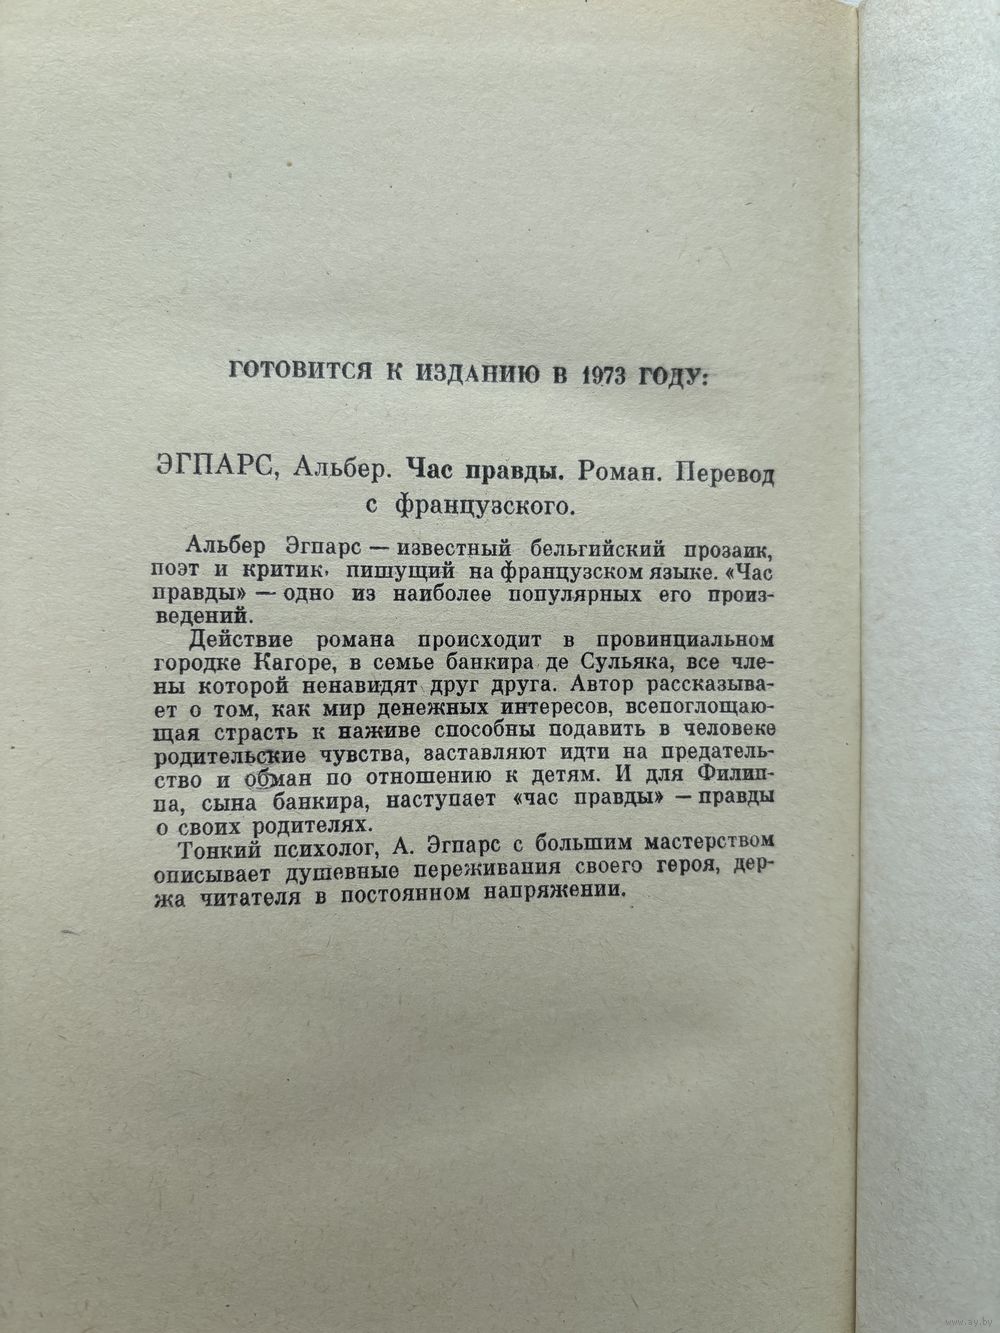 ГОТОВИТСЯ К ИЗДАНИЮ В 1973 ГОДУ:
ЭГПАРС, Альбер. Час правды. Роман. Перевод
с французского.
Альбер Эгпарс — известный бельгийский прозаик,
поэт и критик, пишущий на французском языке. «Час
правды» — одно из наиболее популярных его произ-
ведений.
Действие романа происходит в провинциальном
городке Кагоре, в семье банкира де Сульяка, все чле-
ны которой ненавидят друг друга. Автор рассказыва-
ет о том, как мир денежных интересов, всепоглощаю-
щая страсть к наживе способны подавить в человеке
родительские чувства, заставляют идти на предатель-
ство и обман по отношению к детям. И для Филип-
па, сына банкира, наступает «час правды» — правды
о своих родителях.
Тонкий психолог, А. Эгпарс с большим мастерством
описывает душевные переживания своего героя, дер-
жа читателя в постоянном напряжении.
www.ay.by